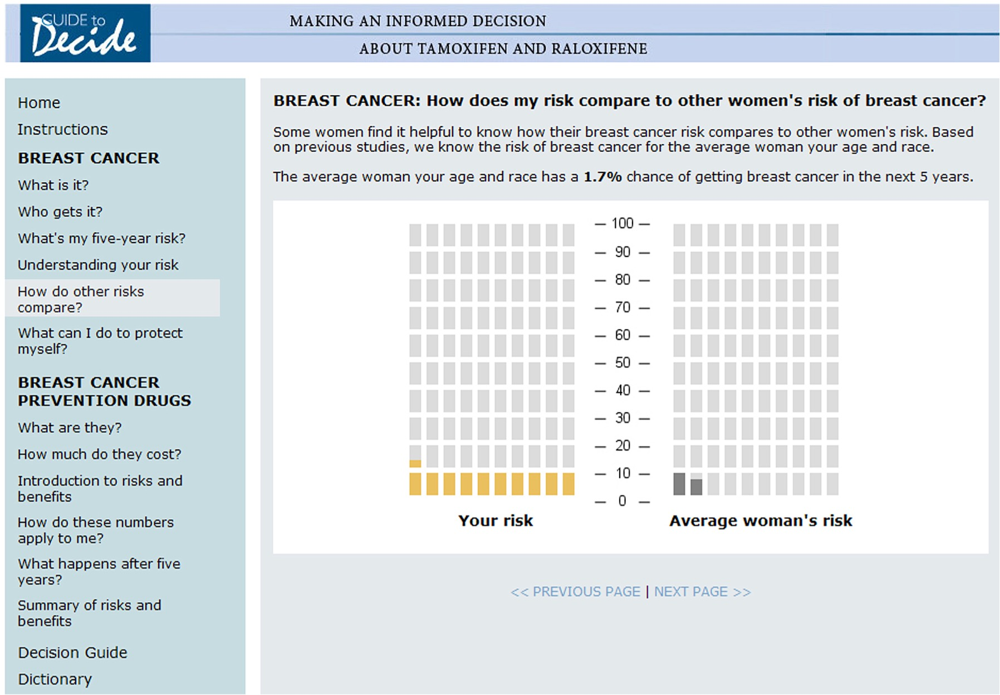 GUIDE to
Decide
MAKING AN INFORMED DECISION
ABOUT TAMOXIFEN AND RALOXIFENE
Home
Instructions
BREAST CANCER
What is it?
Who gets it?
What's my five-year risk?
Understanding your risk
How do other risks
compare?
What can I do to protect
myself?
BREAST CANCER
PREVENTION DRUGS
What are they?
How much do they cost?
Introduction to risks and
benefits
How do these numbers
apply to me?
What happens after five
years?
Summary of risks and
benefits
Decision Guide
Dictionary
BREAST CANCER: How does my risk compare to other women's risk of breast cancer?
Some women find it helpful to know how their breast cancer risk compares to other women's risk. Based
on previous studies, we know the risk of breast cancer for the average woman your age and race.
The average woman your age and race has a 1.7% chance of getting breast cancer in the next 5 years.
— 100 —
— 90 —
— 80 —
— 70 —
— 60 —
— 50 —
— 40 —
— 30 —
— 20 —
— 10 —
— 0 —
Your risk
Average woman's risk
<< PREVIOUS PAGE | NEXT PAGE >>